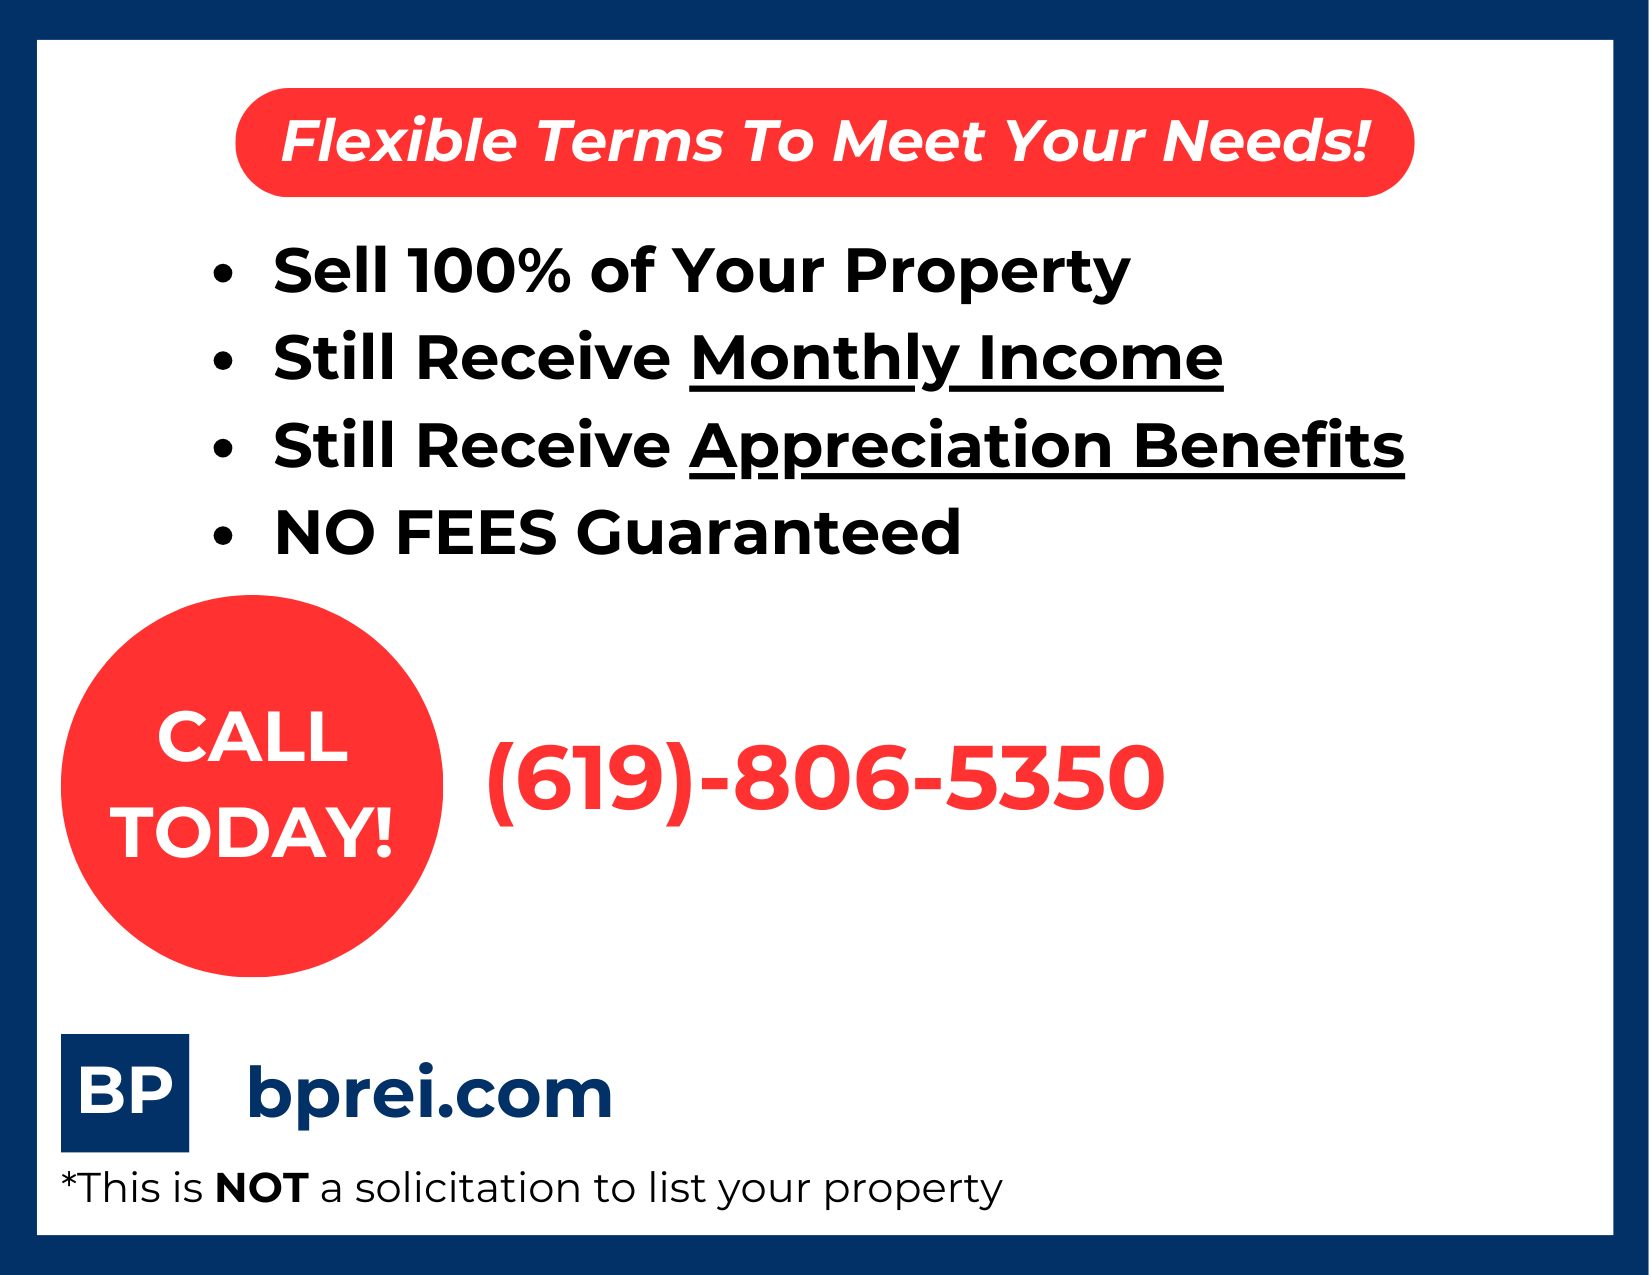 Flexible Terms To Meet Your Needs!
• Sell 100% of Your Property
• Still Receive Monthly Income
• Still Receive Appreciation Benefits
• NO FEES Guaranteed
CALL
TODAY!
(619)-806-5350
BP
bprei.com
*This is NOT a solicitation to list your property